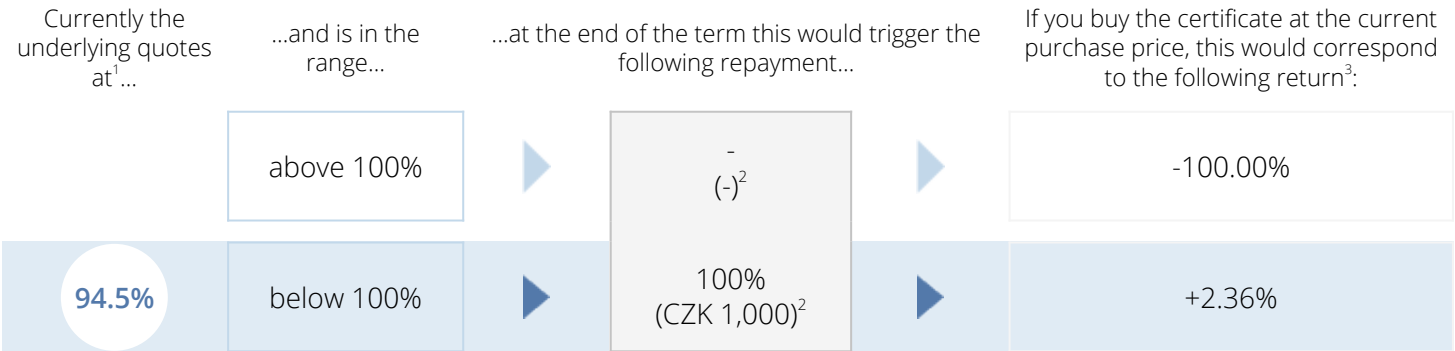 Currently the
underlying quotes
at¹...
...and is in the
range...
...at the end of the term this would trigger the
following repayment...
If you buy the certificate at the current
purchase price, this would correspond
to the following return³:
above 100%
-
(-)²
-100.00%
94.5%
below 100%
100%
(CZK 1,000)²
+2.36%